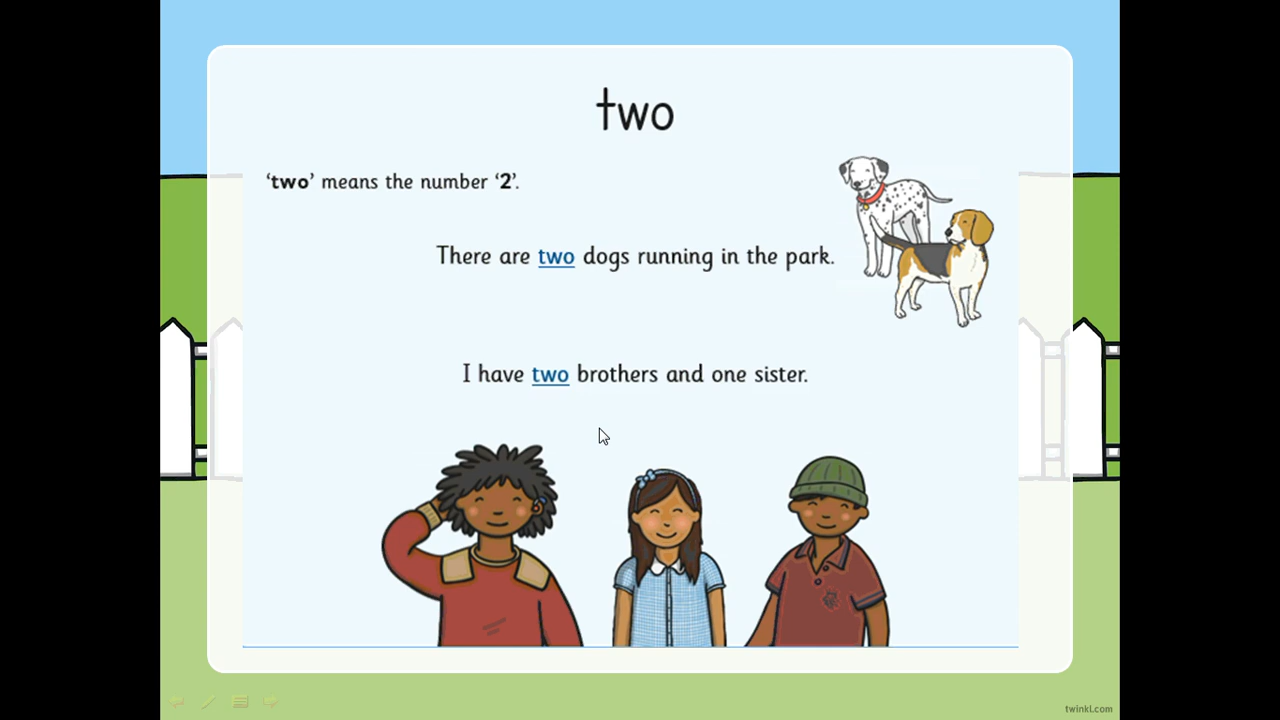 two
‘two’ means the number ‘2’.
There are two dogs running in the park.
I have two brothers and one sister.
twinkl.com